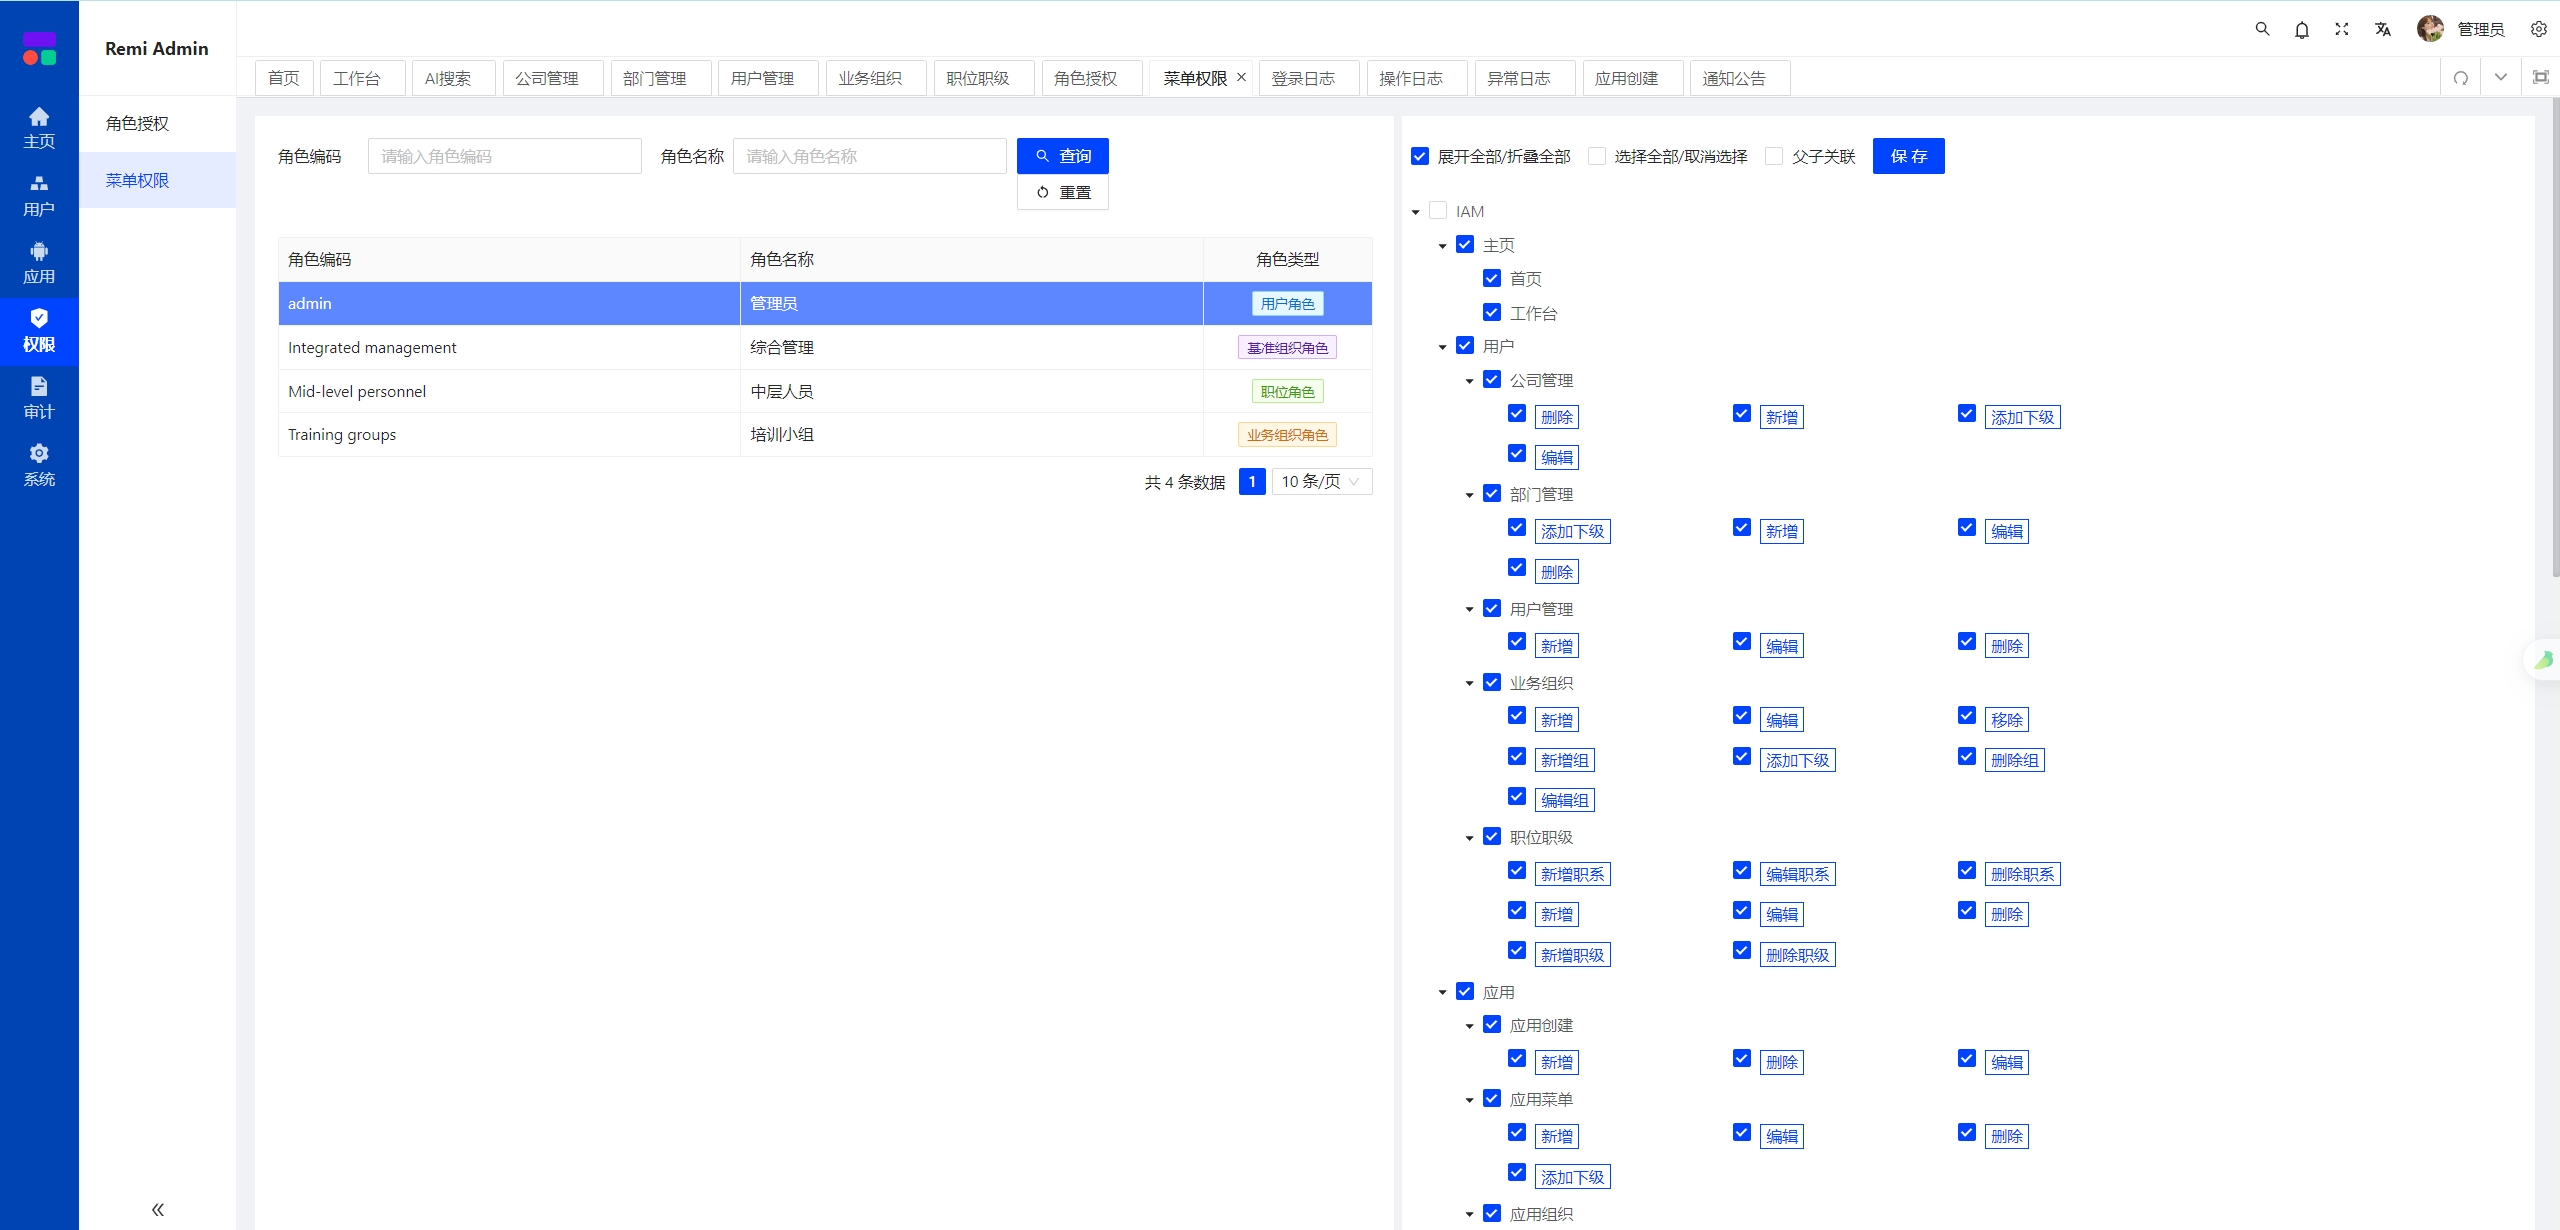 Remi Admin
管理员
首页 工作台 AI搜索 公司管理 部门管理 用户管理 业务组织 职位职级 角色授权 菜单权限 登录日志 操作日志 异常日志 应用创建 通知公告
主页
用户
应用
权限
审计
系统
角色授权
菜单权限
角色编码 请输入角色编码 角色名称 请输入角色名称 查询
重置
角色编码 角色名称 角色类型
admin 管理员 用户角色
Integrated management 综合管理 基准组织角色
Mid-level personnel 中层人员 职位角色
Training groups 培训小组 业务组织角色
共 4 条数据 1 10 条/页
展开全部/折叠全部 选择全部/取消选择 父子关联 保 存
IAM
主页
首页
工作台
用户
公司管理
删除 新增 添加下级
编辑
部门管理
添加下级 新增 编辑
删除
用户管理
新增 编辑 删除
业务组织
新增 编辑 移除
新增组 添加下级 删除组
编辑组
职位职级
新增职系 编辑职系 删除职系
新增 编辑 删除
新增职级 删除职级
应用
应用创建
新增 删除 编辑
应用菜单
新增 编辑 删除
添加下级
应用组织